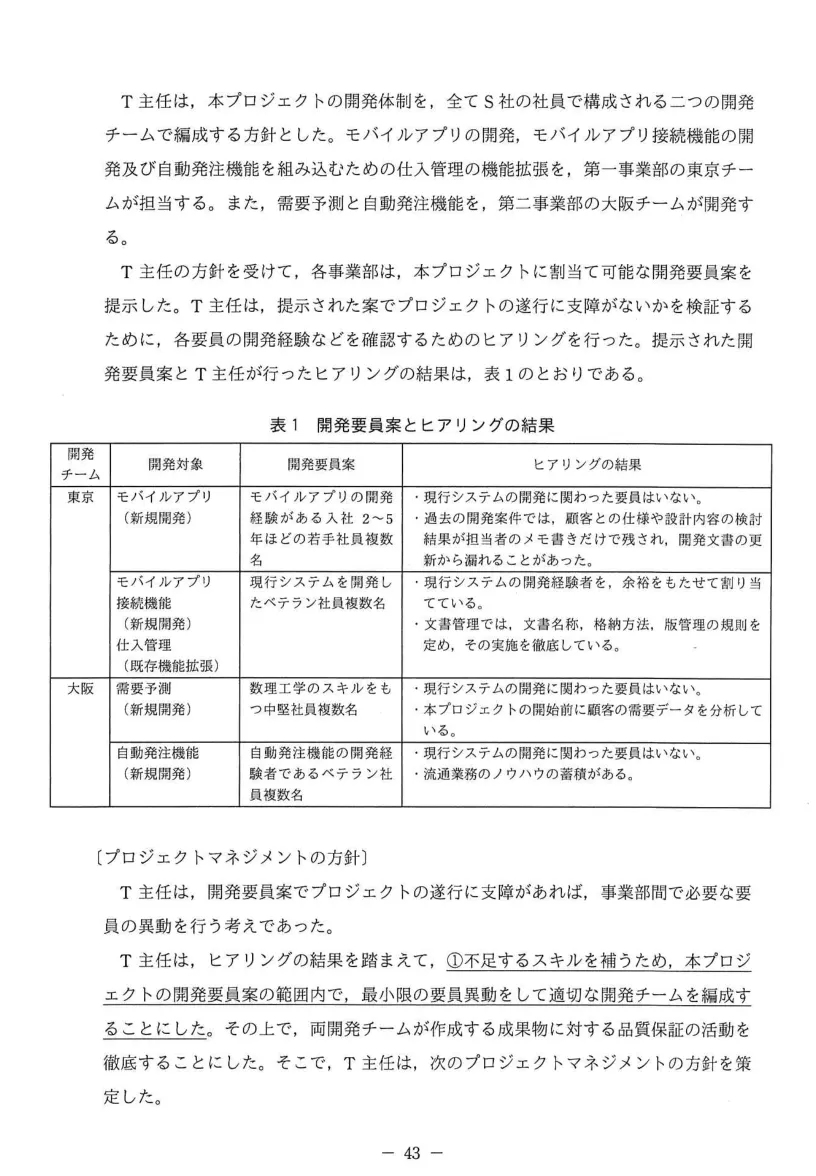 T 主任は，本プロジェクトの開発体制を，全て S 社の社員で構成される二つの開発
チームで編成する方針とした。モバイルアプリの開発，モバイルアプリ接続機能の開
発及び自動発注機能を組み込むための仕入管理の機能拡張を，第一事業部の東京チー
ムが担当する。また，需要予測と自動発注機能を，第二事業部の大阪チームが開発す
る。
T 主任の方針を受けて，各事業部は，本プロジェクトに割当て可能な開発要員案を
提示した。T 主任は，提示された案でプロジェクトの遂行に支障がないかを検証する
ために，各要員の開発経験などを確認するためのヒアリングを行った。提示された開
発要員案と T 主任が行ったヒアリングの結果は，表 1 のとおりである。
表 1　開発要員案とヒアリングの結果
開発
チーム
開発対象
開発要員案
ヒアリングの結果
東京
モバイルアプリ
（新規開発）
モバイルアプリの開発
経験がある入社 2～5
年ほどの若手社員複数
名
・現行システムの開発に関わった要員はいない。
・過去の開発案件では，顧客との仕様や設計内容の検討
結果が担当者のメモ書きだけで残され，開発文書の更
新から漏れることがあった。
モバイルアプリ
接続機能
（新規開発）
仕入管理
（既存機能拡張）
現行システムを開発し
たベテラン社員複数名
・現行システムの開発経験者を，余裕をもたせて割り当
てている。
・文書管理では，文書名称，格納方法，版管理の規則を
定め，その実施を徹底している。
大阪
需要予測
（新規開発）
数理工学のスキルをも
つ中堅社員複数名
・現行システムの開発に関わった要員はいない。
・本プロジェクトの開始前に顧客の需要データを分析して
いる。
自動発注機能
（新規開発）
自動発注機能の開発経
験者であるベテラン社
員複数名
・現行システムの開発に関わった要員はいない。
・流通業務のノウハウの蓄積がある。
〔プロジェクトマネジメントの方針〕
T 主任は，開発要員案でプロジェクトの遂行に支障があれば，事業部間で必要な要
員の異動を行う考えであった。
T 主任は，ヒアリングの結果を踏まえて，①不足するスキルを補うため，本プロジ
ェクトの開発要員案の範囲内で，最小限の要員異動をして適切な開発チームを編成す
ることにした。その上で，両開発チームが作成する成果物に対する品質保証の活動を
徹底することにした。そこで，T 主任は，次のプロジェクトマネジメントの方針を策
定した。
－ 43 －